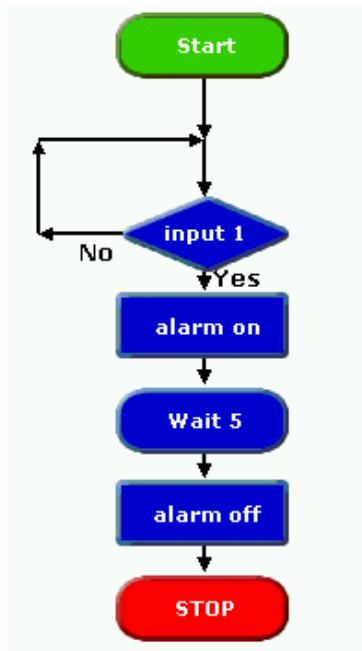 Start
input 1
No
Yes
alarm on
Wait 5
alarm off
STOP